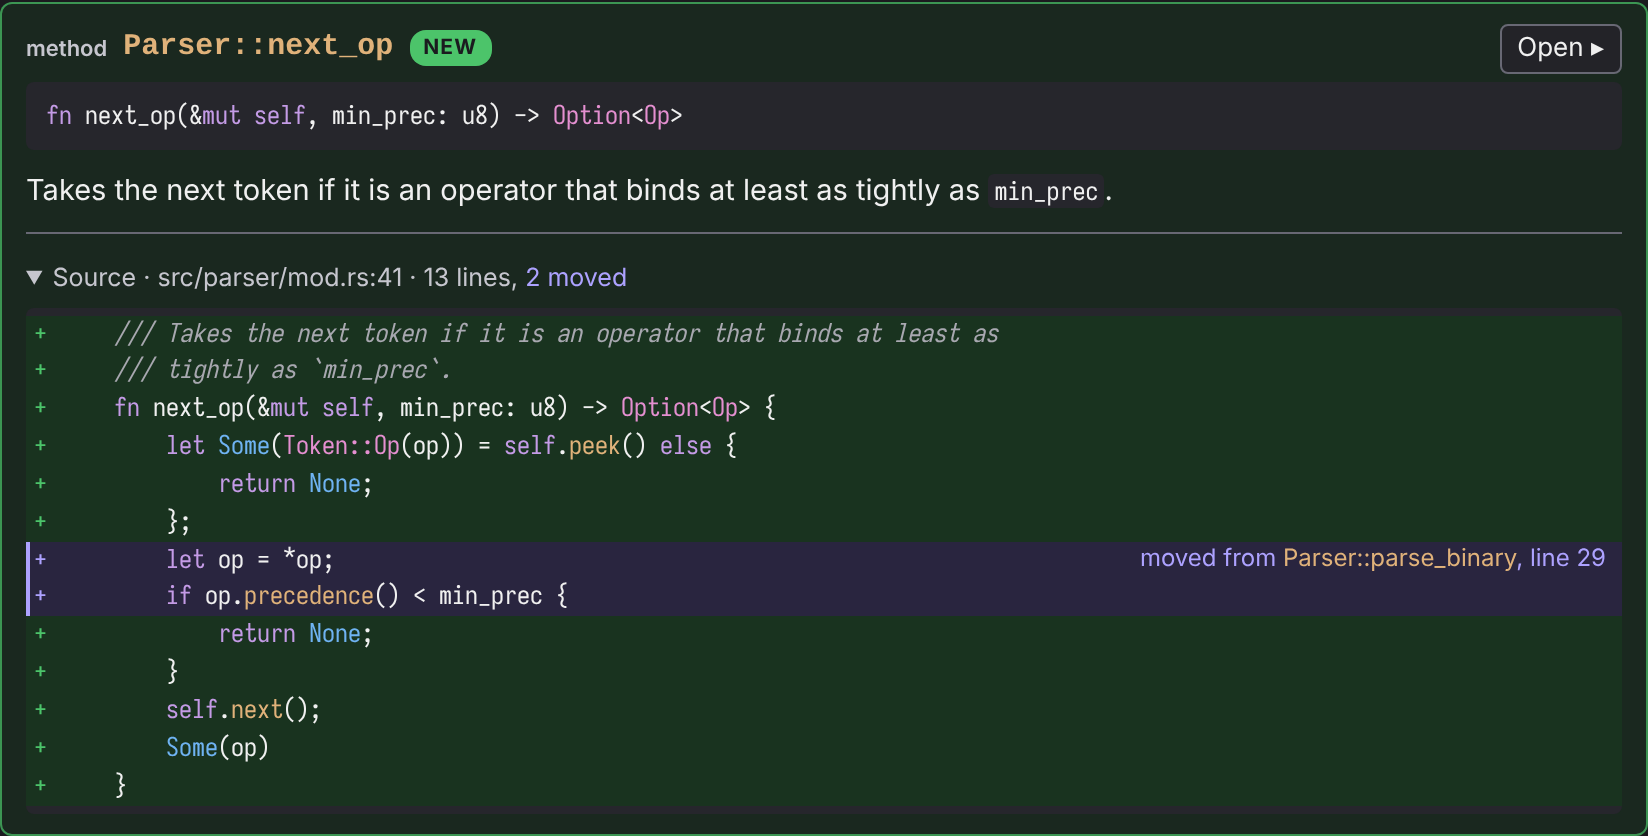 method Parser::next_op NEW Open ▸
fn next_op(&mut self, min_prec: u8) -> Option<Op>
Takes the next token if it is an operator that binds at least as tightly as min_prec.
▼ Source · src/parser/mod.rs:41 · 13 lines, 2 moved
+     /// Takes the next token if it is an operator that binds at least as
+     /// tightly as `min_prec`.
+     fn next_op(&mut self, min_prec: u8) -> Option<Op> {
+         let Some(Token::Op(op)) = self.peek() else {
+             return None;
+         };
+         let op = *op; moved from Parser::parse_binary, line 29
+         if op.precedence() < min_prec {
+             return None;
+         }
+         self.next();
+         Some(op)
+     }